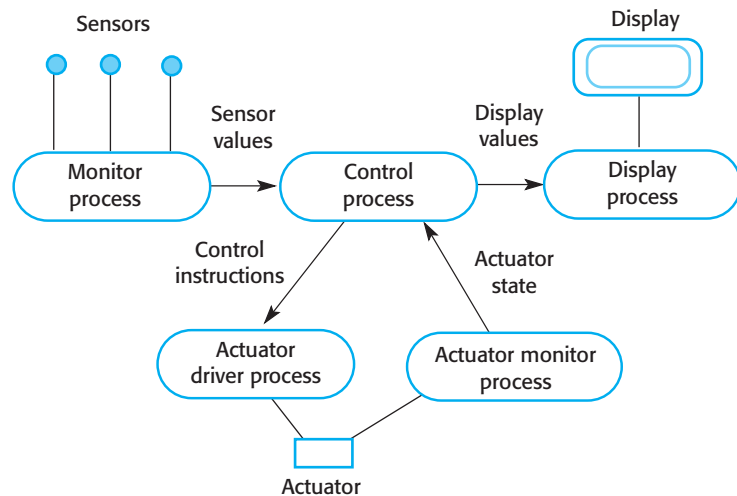 Sensors
Display
Sensor
values
Display
values
Monitor
process
Control
process
Display
process
Control
instructions
Actuator
state
Actuator
driver process
Actuator monitor
process
Actuator